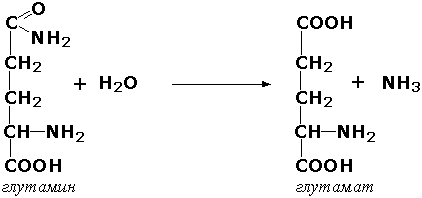 C O COOH
NH₂
CH₂ + H₂O CH₂ + NH₃
CH₂ CH₂
CH–NH₂ CH–NH₂
COOH COOH
глутамин глутамат